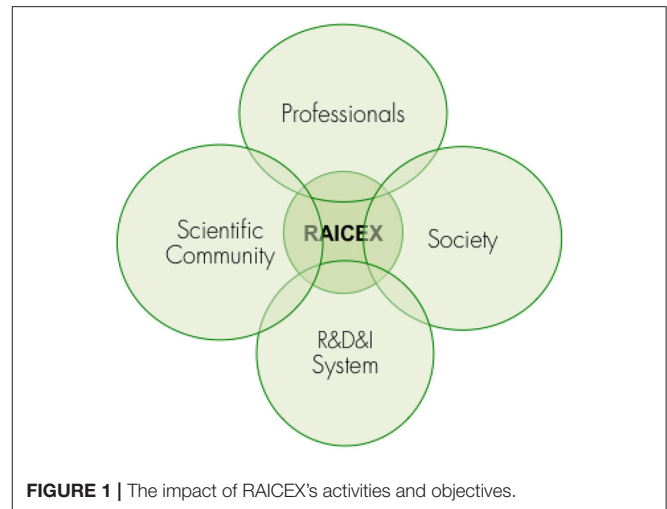 Professionals
Scientific
Community
RAICEX
Society
R&D&I
System
FIGURE 1 | The impact of RAICEX's activities and objectives.